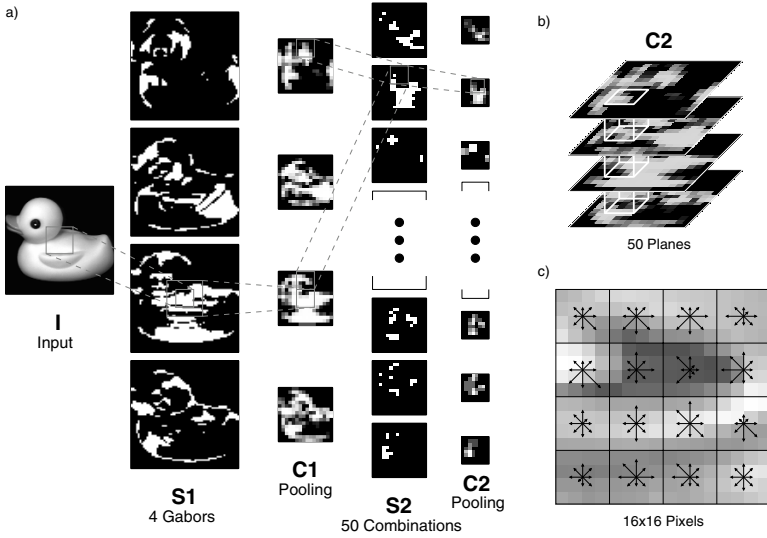 a)
I
Input
S1
4 Gabors
C1
Pooling
S2
50 Combinations
C2
Pooling
b)
C2
50 Planes
c)
16x16 Pixels